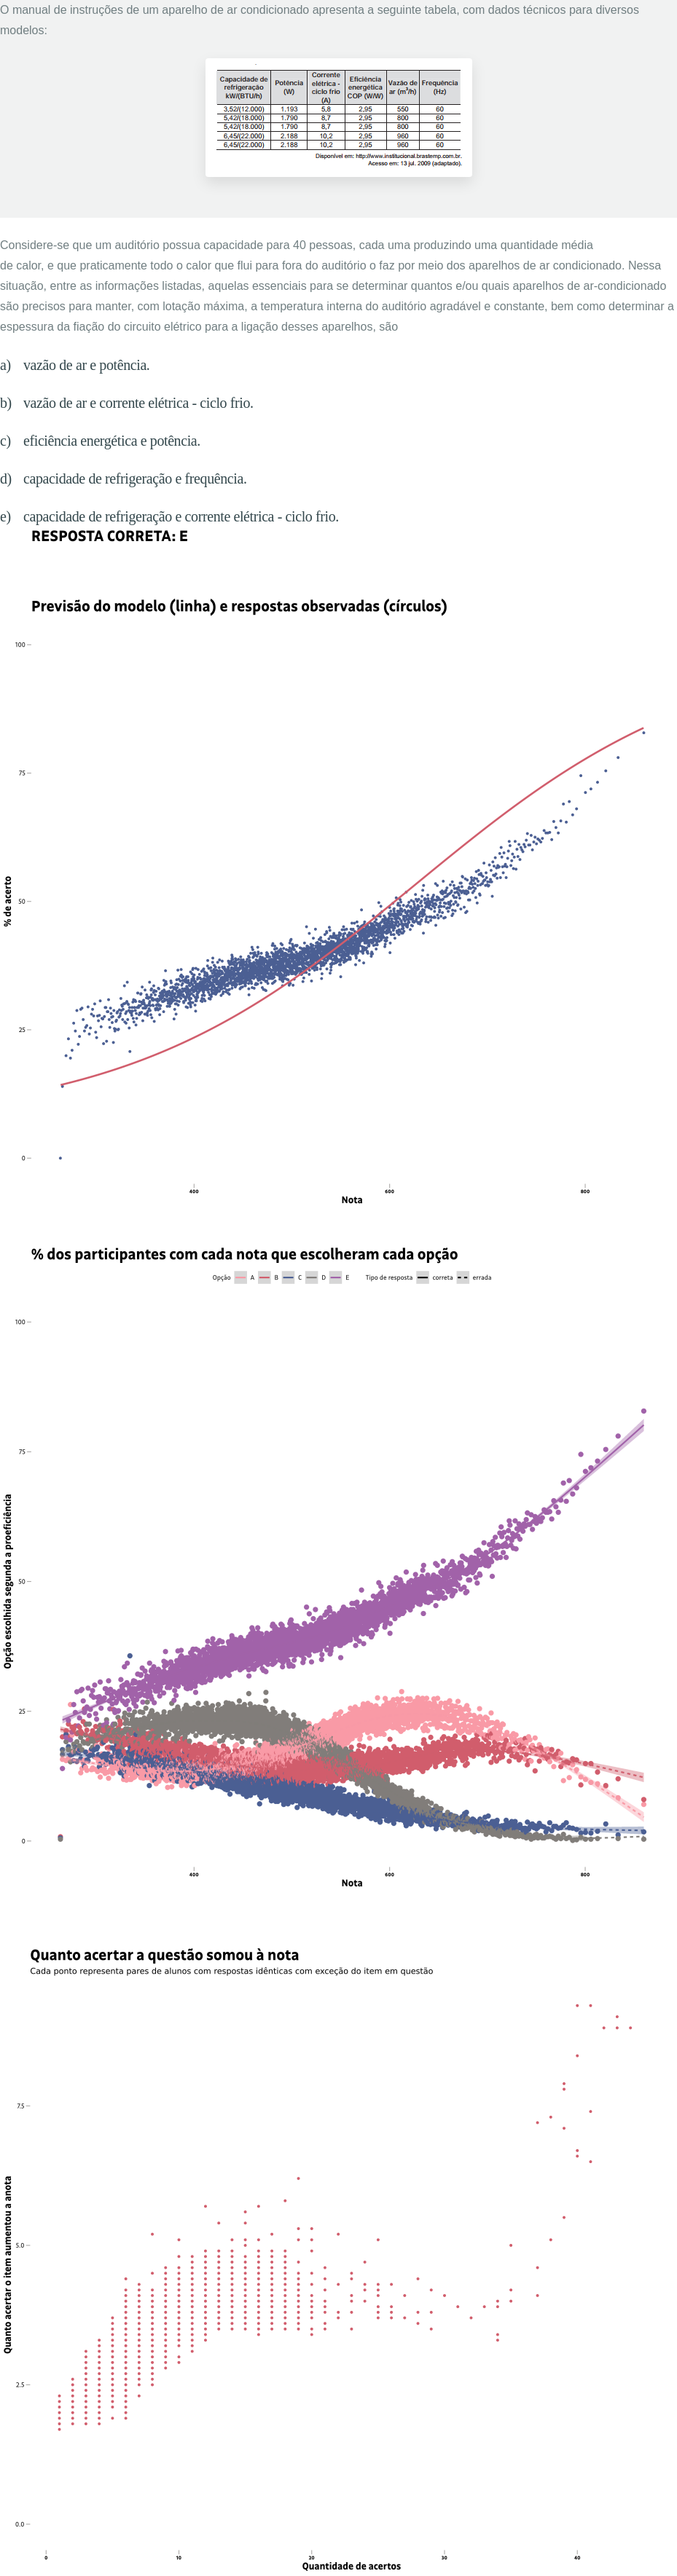 O manual de instruções de um aparelho de ar condicionado apresenta a seguinte tabela, com dados técnicos para diversos
modelos:
Capacidade de refrigeração kW/(BTU/h) Potência (W) Corrente elétrica - ciclo frio (A) Eficiência energética COP (W/W) Vazão de ar (m³/h) Frequência (Hz)
3,52/(12.000) 1.193 5,8 2,95 550 60
5,42/(18.000) 1.790 8,7 2,95 800 60
5,42/(18.000) 1.790 8,7 2,95 800 60
6,45/(22.000) 2.188 10,2 2,95 960 60
6,45/(22.000) 2.188 10,2 2,95 960 60
Disponível em: http://www.institucional.brastemp.com.br.
Acesso em: 13 jul. 2009 (adaptado).
Considere-se que um auditório possua capacidade para 40 pessoas, cada uma produzindo uma quantidade média
de calor, e que praticamente todo o calor que flui para fora do auditório o faz por meio dos aparelhos de ar condicionado. Nessa
situação, entre as informações listadas, aquelas essenciais para se determinar quantos e/ou quais aparelhos de ar-condicionado
são precisos para manter, com lotação máxima, a temperatura interna do auditório agradável e constante, bem como determinar a
espessura da fiação do circuito elétrico para a ligação desses aparelhos, são
a) vazão de ar e potência.
b) vazão de ar e corrente elétrica - ciclo frio.
c) eficiência energética e potência.
d) capacidade de refrigeração e frequência.
e) capacidade de refrigeração e corrente elétrica - ciclo frio.
RESPOSTA CORRETA: E
Previsão do modelo (linha) e respostas observadas (círculos)
100
75
50
25
0
% de acerto
400 600 800
Nota
% dos participantes com cada nota que escolheram cada opção
Opção A B C D E Tipo de resposta correta errada
100
75
50
25
0
Opção escolhida segunda a proeficiência
400 600 800
Nota
Quanto acertar a questão somou à nota
Cada ponto representa pares de alunos com respostas idênticas com exceção do item em questão
7.5
5.0
2.5
0.0
Quanto acertar o item aumentou a anota
0 10 20 30 40
Quantidade de acertos